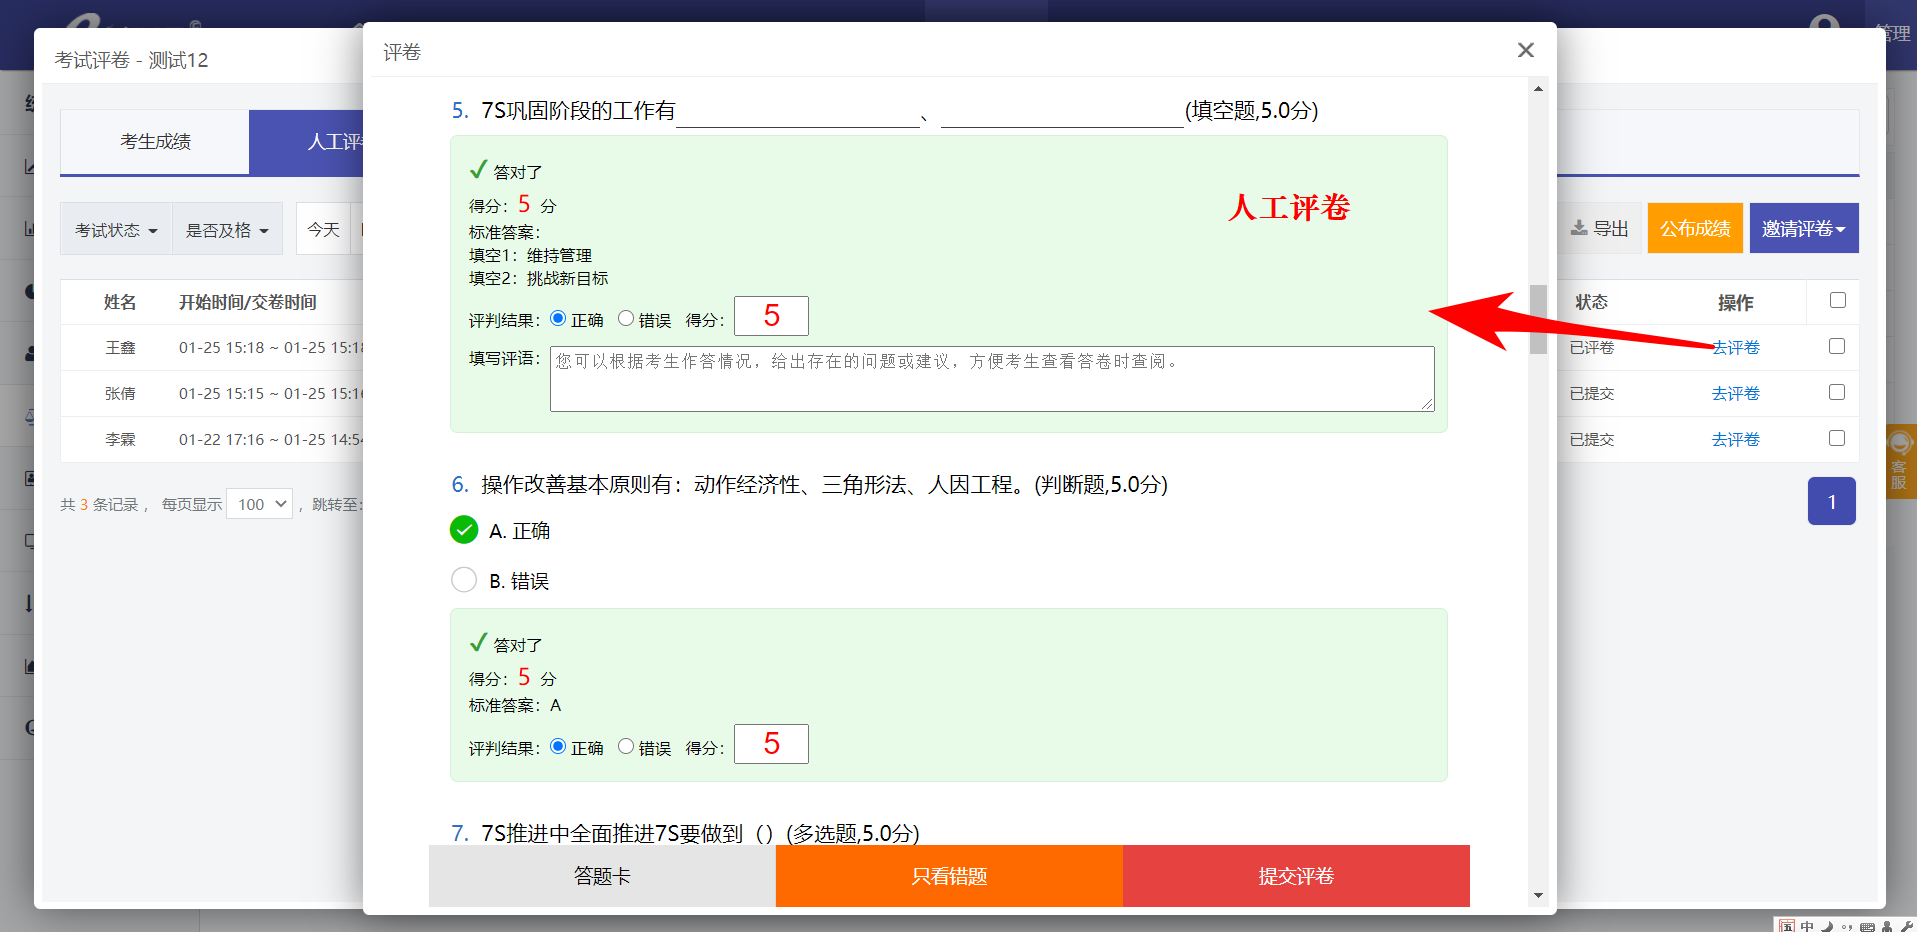 管理
考试评卷 - 测试12
评卷
考生成绩
人工评
考试状态
是否及格
今天
导出
公布成绩
邀请评卷
姓名
开始时间/交卷时间
状态
操作
王鑫
01-25 15:18 ~ 01-25 15:18
已评卷
去评卷
张倩
01-25 15:15 ~ 01-25 15:16
已提交
去评卷
李霖
01-22 17:16 ~ 01-25 14:54
已提交
去评卷
共 3 条记录， 每页显示 100 ，跳转至:
1
客服
5. 7S巩固阶段的工作有、(填空题,5.0分)
答对了
得分：5 分
标准答案：
填空1：维持管理
填空2：挑战新目标
人工评卷
评判结果： 正确 错误 得分： 5
填写评语：
您可以根据考生作答情况，给出存在的问题或建议，方便考生查看答卷时查阅。
6. 操作改善基本原则有：动作经济性、三角形法、人因工程。(判断题,5.0分)
A. 正确
B. 错误
答对了
得分：5 分
标准答案：A
评判结果： 正确 错误 得分： 5
7. 7S推进中全面推进7S要做到（）(多选题,5.0分)
答题卡
只看错题
提交评卷
中